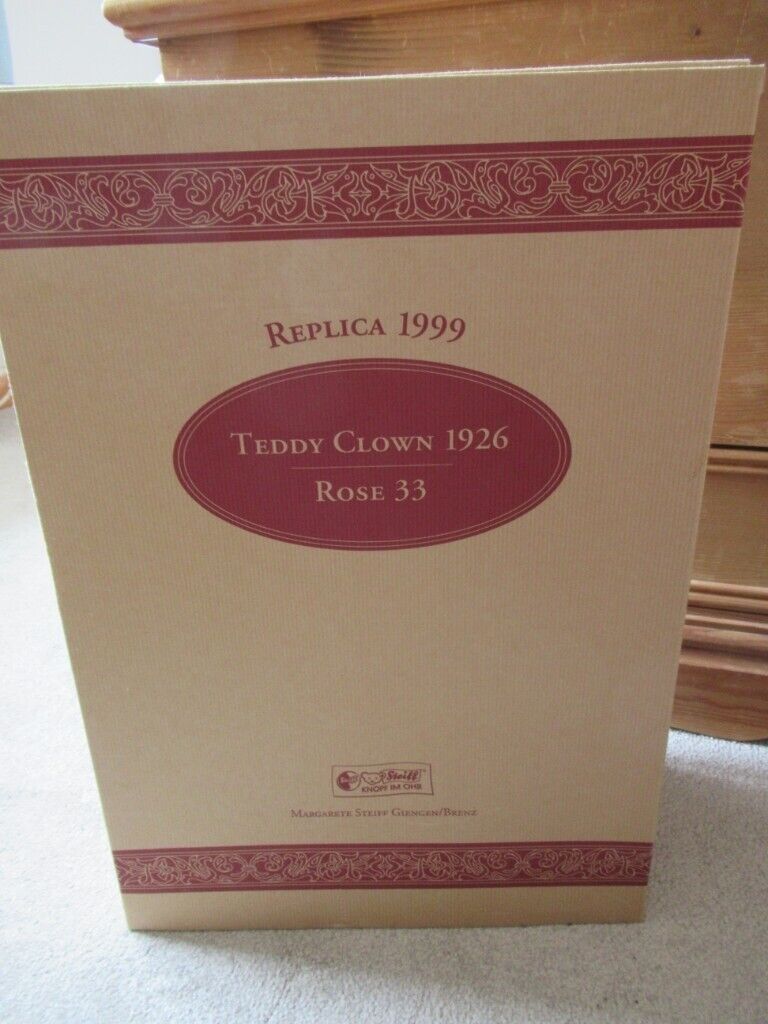 Replica 1999
Teddy Clown 1926
Rose 33
Steiff
KNOPF IM OHR
Margarete Steiff Giengen/Brenz